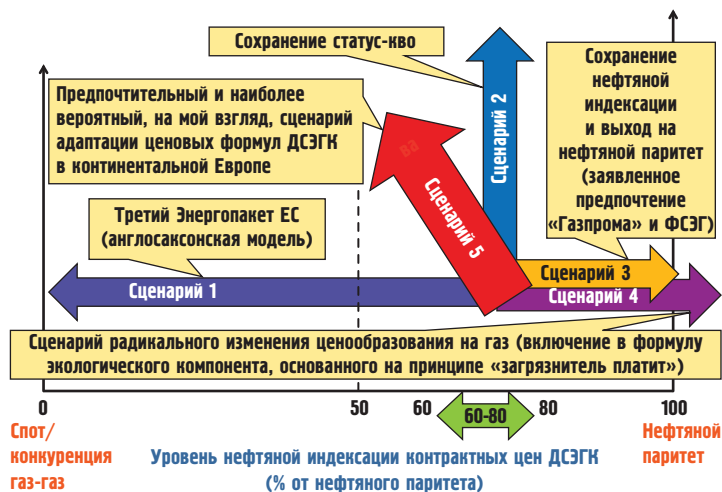 Сохранение статус-кво
Сценарий 2
Сохранение
нефтяной
индексации
и выход на
нефтяной паритет
(заявленное
предпочтение
«Газпрома» и ФСЭГ)
Предпочтительный и наиболее
вероятный, на мой взгляд, сценарий
адаптации ценовых формул ДСЭГК
в континентальной Европе
ва
Сценарий 5
Третий Энергопакет ЕС
(англосаксонская модель)
Сценарий 3
Сценарий 1
Сценарий 4
Сценарий радикального изменения ценообразования на газ (включение в формулу
экологического компонента, основанного на принципе «загрязнитель платит»)
0
50
60
60-80
80
100
Спот/
конкуренция
газ-газ
Уровень нефтяной индексации контрактных цен ДСЭГК
(% от нефтяного паритета)
Нефтяной
паритет